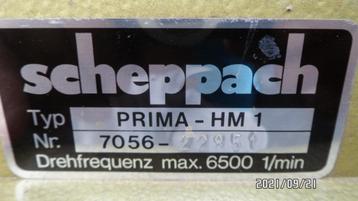 scheppach
Typ PRIMA - HM 1
Nr. 7056-
Drehfrequenz max. 6500 1/min
2021/09/21